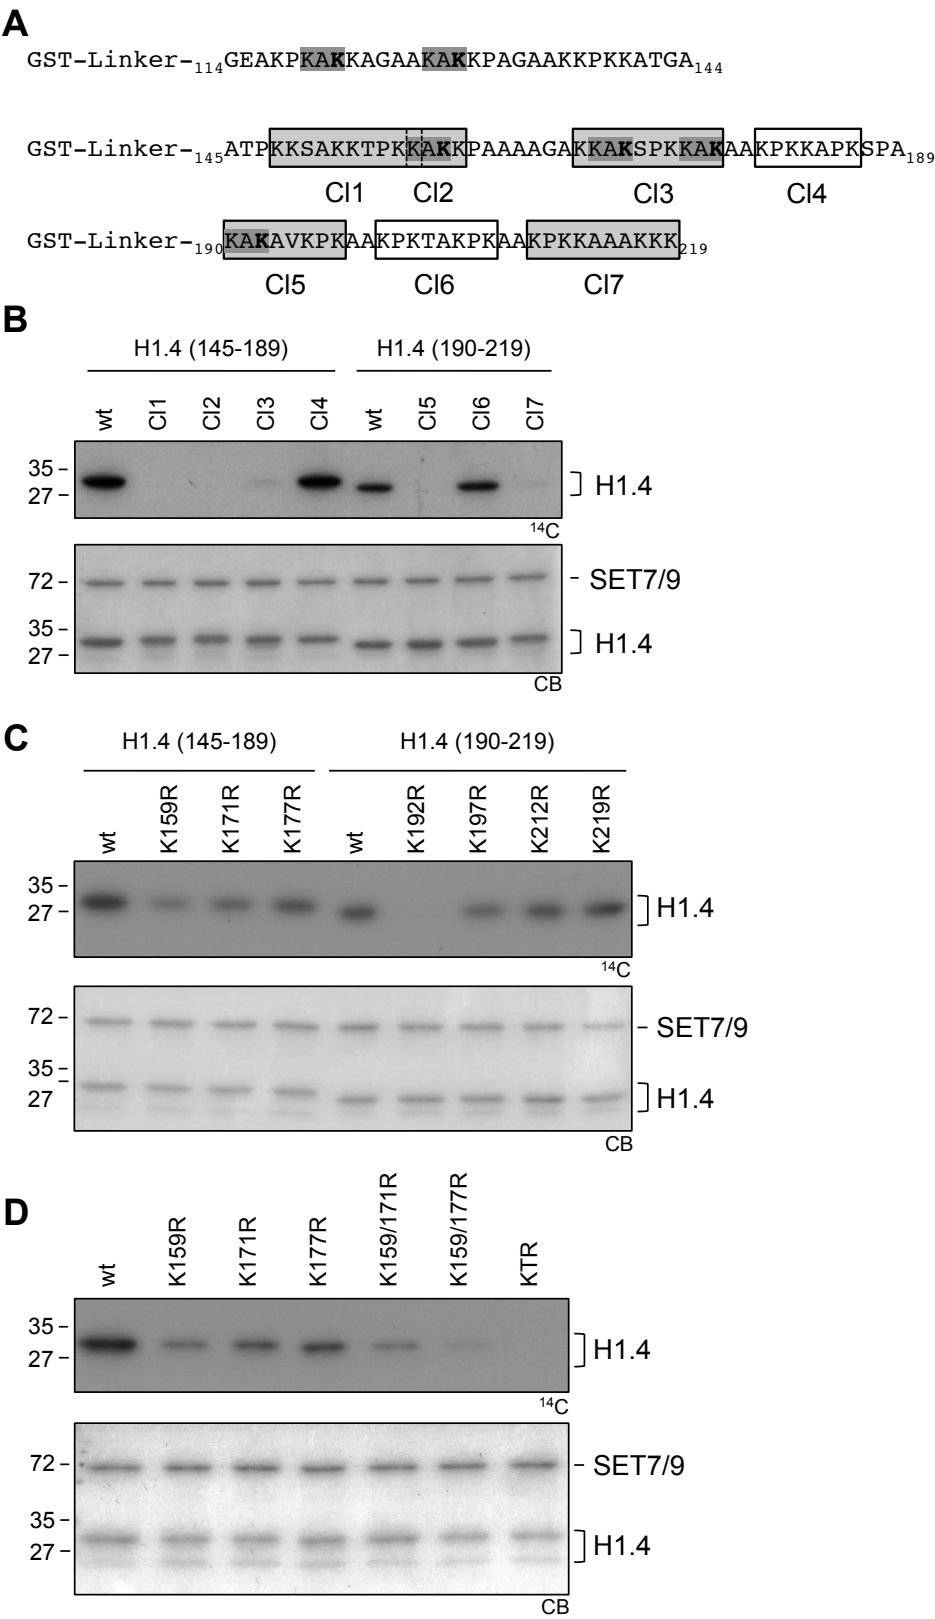 A
GST-Linker-114GEAKPKAKKAGAAKAKKPAGAAKKPKKATGA144
GST-Linker-145ATPKKSAKKTPKKAKKPAAAAGAKKAKSPKKAKAAKPKKAPKSPA189
Cl1 Cl2 Cl3 Cl4
GST-Linker-190KAKAVKPKAAKPKTAKPKAAKPKKAAAKKK219
Cl5 Cl6 Cl7
B
H1.4 (145-189) H1.4 (190-219)
wt Cl1 Cl2 Cl3 Cl4 wt Cl5 Cl6 Cl7
35
27
H1.4
14C
72
SET7/9
35
27
H1.4
CB
C
H1.4 (145-189) H1.4 (190-219)
wt K159R K171R K177R wt K192R K197R K212R K219R
35
27
H1.4
14C
72
SET7/9
35
27
H1.4
CB
D
wt K159R K171R K177R K159/171R K159/177R KTR
35
27
H1.4
14C
72
SET7/9
35
27
H1.4
CB